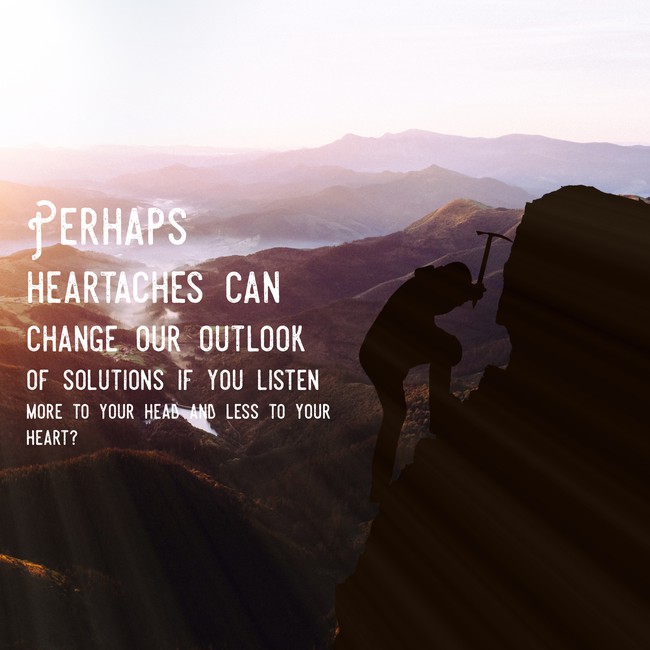 Perhaps
heartaches can
change our outlook
of solutions if you listen
more to your head and less to your
heart?